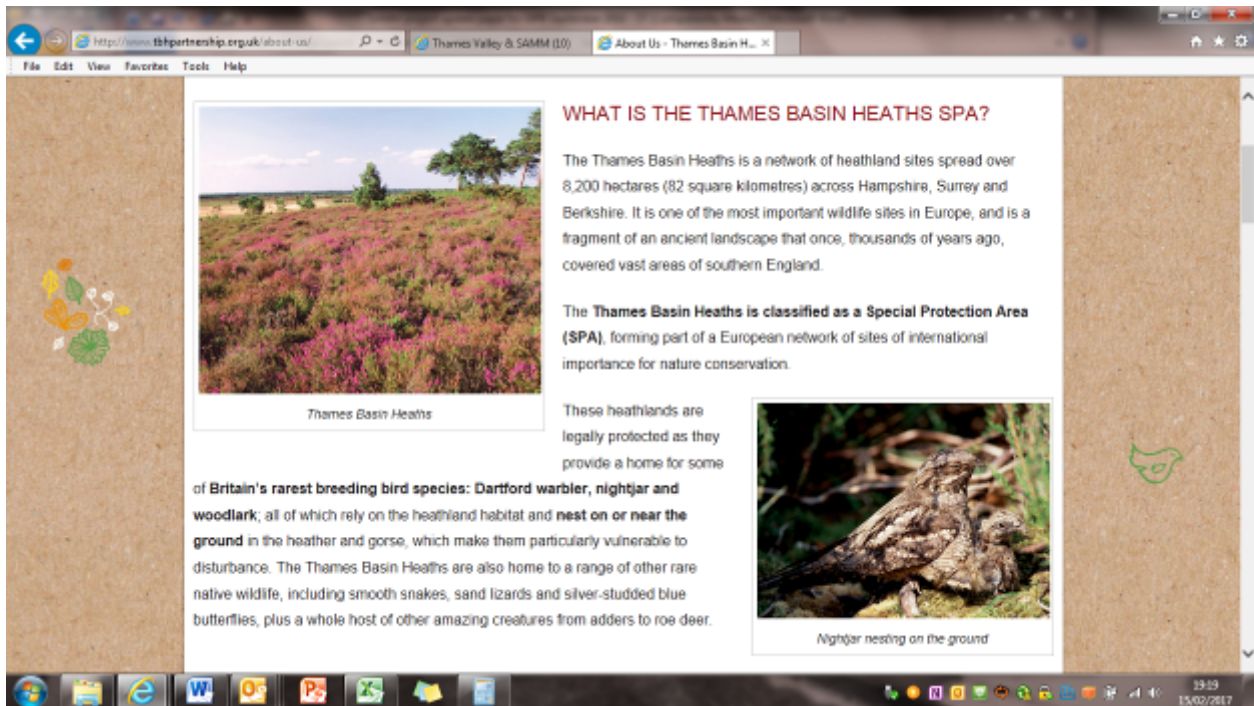 http://www.tbhpartnership.org.uk/about-us/
Thames Valley & SAMM (10)
About Us - Thames Basin H...
File Edit View Favorites Tools Help
WHAT IS THE THAMES BASIN HEATHS SPA?
The Thames Basin Heaths is a network of heathland sites spread over
8,200 hectares (82 square kilometres) across Hampshire, Surrey and
Berkshire. It is one of the most important wildlife sites in Europe, and is a
fragment of an ancient landscape that once, thousands of years ago,
covered vast areas of southern England.
The Thames Basin Heaths is classified as a Special Protection Area
(SPA), forming part of a European network of sites of international
importance for nature conservation.
Thames Basin Heaths
These heathlands are
legally protected as they
provide a home for some
of Britain's rarest breeding bird species: Dartford warbler, nightjar and
woodlark; all of which rely on the heathland habitat and nest on or near the
ground in the heather and gorse, which make them particularly vulnerable to
disturbance. The Thames Basin Heaths are also home to a range of other rare
native wildlife, including smooth snakes, sand lizards and silver-studded blue
butterflies, plus a whole host of other amazing creatures from adders to roe deer.
Nightjar nesting on the ground
19:19
15/02/2017